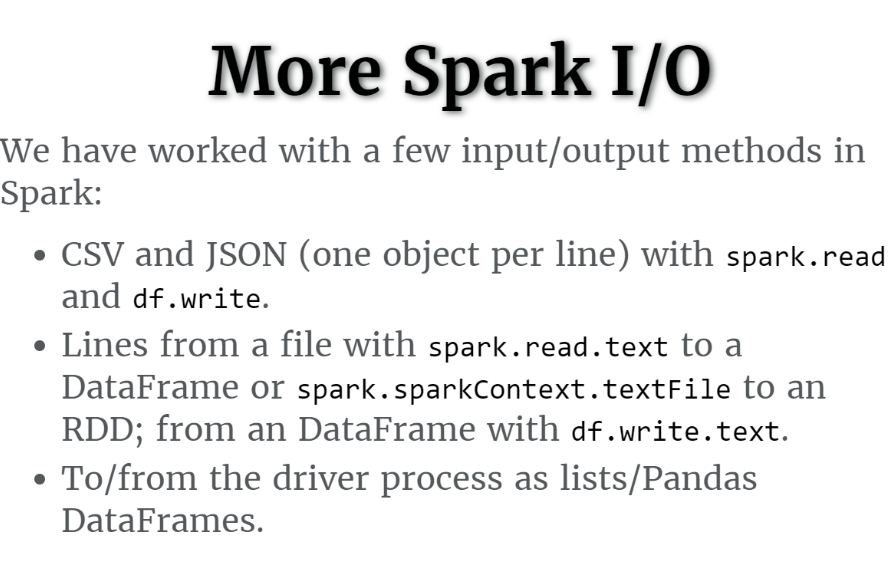 More Spark I/O
We have worked with a few input/output methods in
Spark:
• CSV and JSON (one object per line) with spark.read
and df.write.
• Lines from a file with spark.read.text to a
DataFrame or spark.sparkContext.textFile to an
RDD; from an DataFrame with df.write.text.
• To/from the driver process as lists/Pandas
DataFrames.